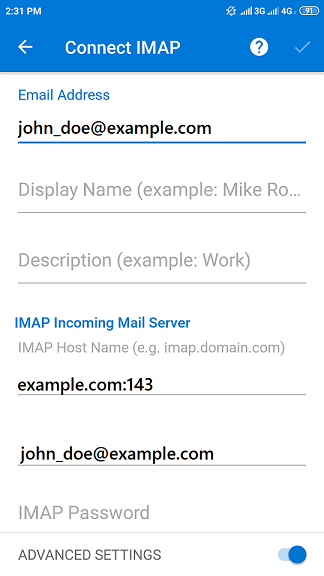 2:31 PM 3G 4G 91
Connect IMAP ?
Email Address
john_doe@example.com
Display Name (example: Mike Ro...
Description (example: Work)
IMAP Incoming Mail Server
IMAP Host Name (e.g. imap.domain.com)
example.com:143
john_doe@example.com
IMAP Password
ADVANCED SETTINGS